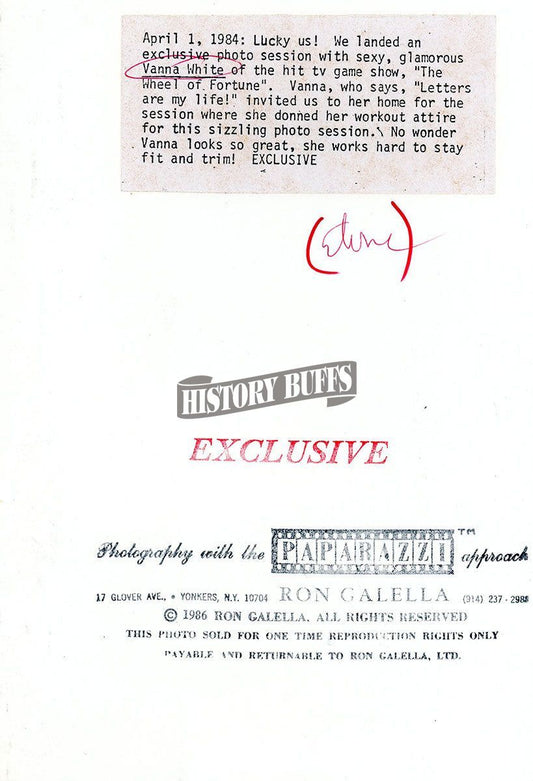 April 1, 1984: Lucky us!  We landed an
exclusive photo session with sexy, glamorous
Vanna White of the hit tv game show, "The
Wheel of Fortune".  Vanna, who says, "Letters
are my life!" invited us to her home for the
session where she donned her workout attire
for this sizzling photo session.\ No wonder
Vanna looks so great, she works hard to stay
fit and trim!  EXCLUSIVE
HISTORY BUFFS
EXCLUSIVE
Photography with the PAPARAZZI™ approach
17 GLOVER AVE., • YONKERS, N.Y. 10704 RON GALELLA (914) 237-2988
© 1986 RON GALELLA, ALL RIGHTS RESERVED
THIS PHOTO SOLD FOR ONE TIME REPRODUCTION RIGHTS ONLY
PAYABLE AND RETURNABLE TO RON GALELLA, LTD.